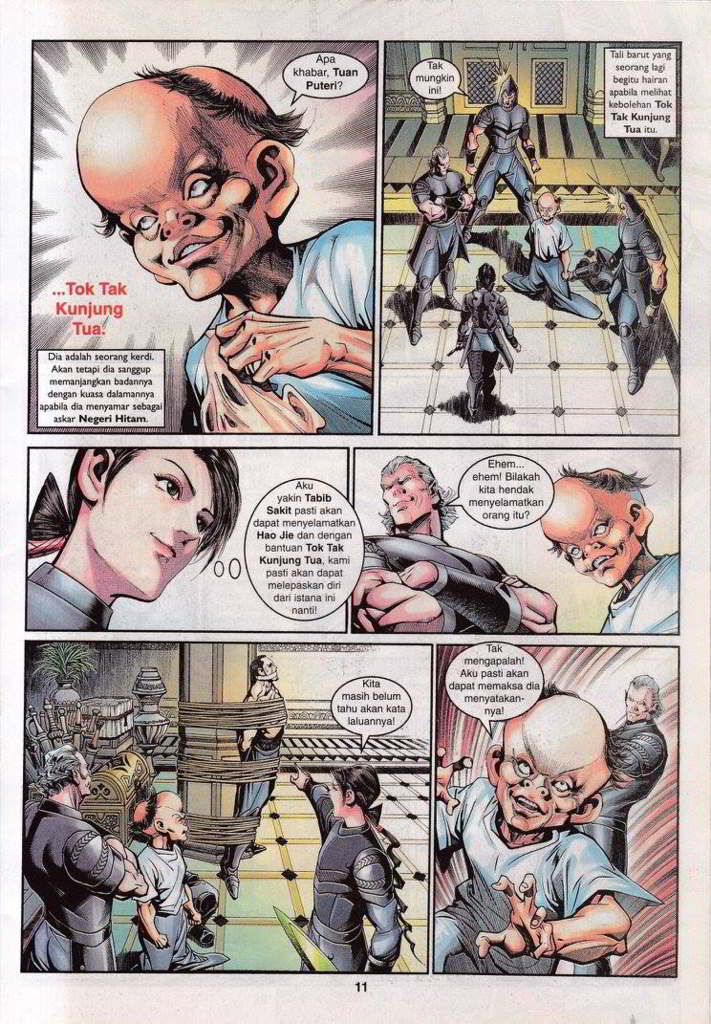 Apa
khabar, Tuan
Puteri?
...Tok Tak
Kunjung
Tua.
Dia adalah seorang kerdi.
Akan tetapi dia sanggup
memanjangkan badannya
dengan kuasa dalamannya
apabila dia menyamar sebagai
askar Negeri Hitam.
Tak
mungkin
ini!
Tali barut yang
seorang lagi
begitu hairan
apabila melihat
kebolehan Tok
Tak Kunjung
Tua itu.
Aku
yakin Tabib
Sakit pasti akan
dapat menyelamatkan
Hao Jie dan dengan
bantuan Tok Tak
Kunjung Tua, kami
pasti akan dapat
melepaskan diri
dari istana ini
nanti!
Ehem...
ehem! Bilakah
kita hendak
menyelamatkan
orang itu?
Kita
masih belum
tahu akan kata
laluannya!
Tak
mengapalah!
Aku pasti akan
dapat memaksa dia
menyatakan-
nya!
11